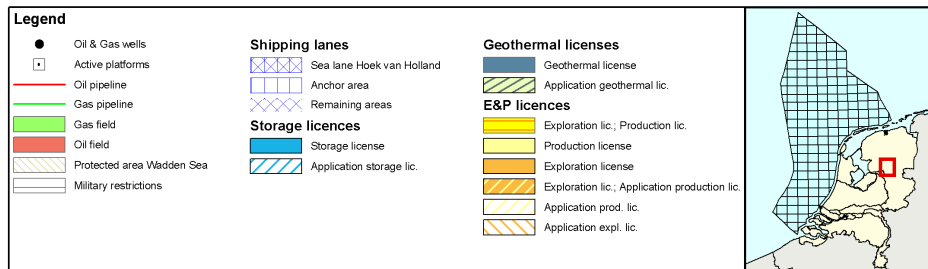 Legend
Oil & Gas wells
Active platforms
Oil pipeline
Gas pipeline
Gas field
Oil field
Protected area Wadden Sea
Military restrictions
Shipping lanes
Sea lane Hoek van Holland
Anchor area
Remaining areas
Storage licences
Storage license
Application storage lic.
Geothermal licenses
Geothermal license
Application geothermal lic.
E&P licences
Exploration lic.; Production lic.
Production license
Exploration license
Exploration lic.; Application production lic.
Application prod. lic.
Application expl. lic.